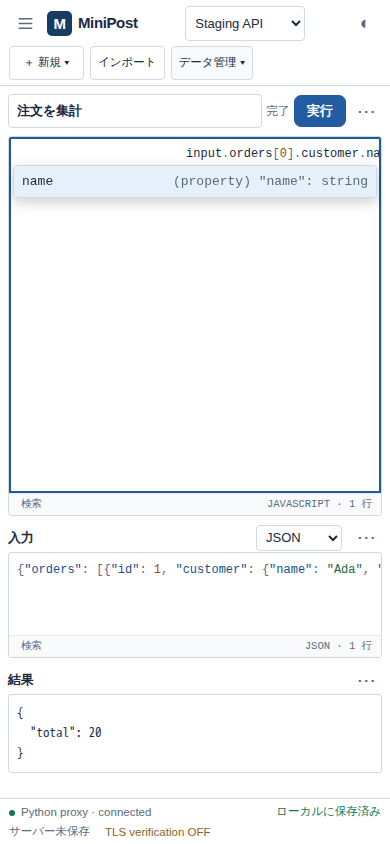 M MiniPost Staging API
＋ 新規 ▾ インポート データ管理 ▾
注文を集計 完了 実行 ...
input.orders[0].customer.na
name (property) "name": string
検索 JAVASCRIPT · 1 行
入力 JSON ...
{"orders": [{"id": 1, "customer": {"name": "Ada", "
検索 JSON · 1 行
結果 ...
{
"total": 20
}
Python proxy · connected ローカルに保存済み
サーバー未保存 TLS verification OFF